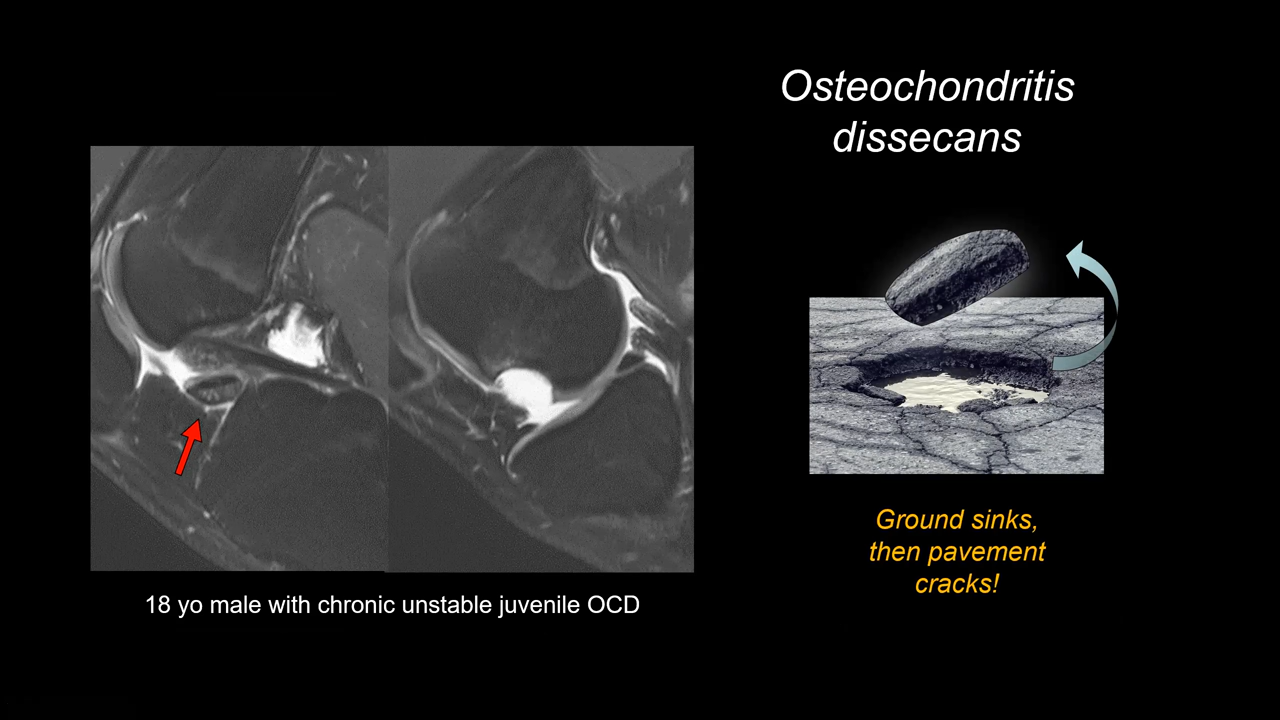 Osteochondritis
dissecans
Ground sinks,
then pavement
cracks!
18 yo male with chronic unstable juvenile OCD